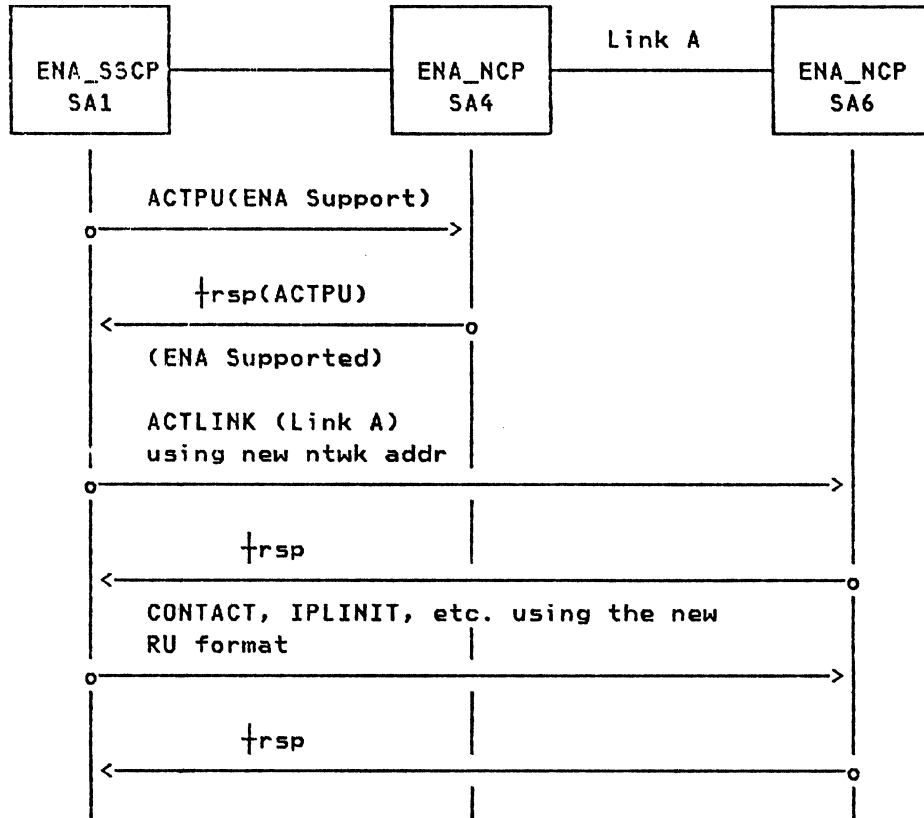 Link A
ENA_SSCP
SA1
ENA_NCP
SA4
ENA_NCP
SA6
ACTPU(ENA Support)
+rsp(ACTPU)
(ENA Supported)
ACTLINK (Link A)
using new ntwk addr
+rsp
CONTACT, IPLINIT, etc. using the new
RU format
+rsp